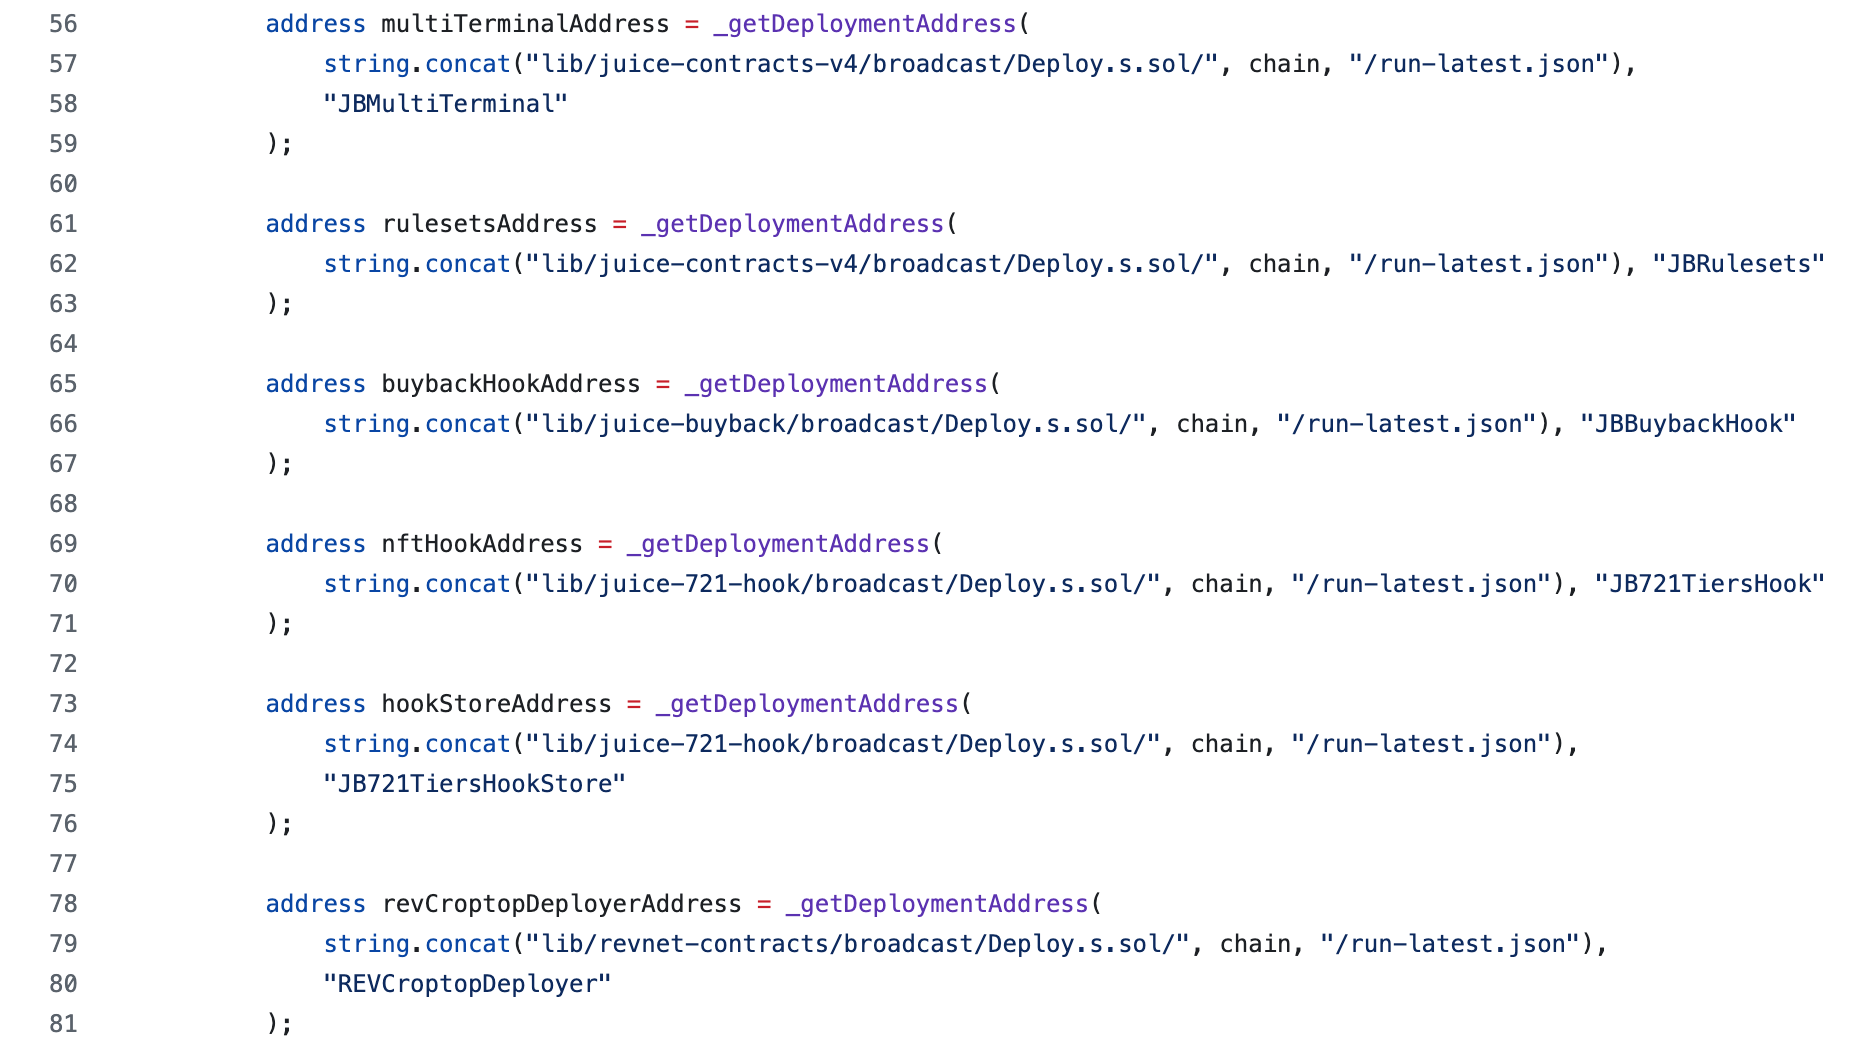 56 address multiTerminalAddress = _getDeploymentAddress(
57 string.concat("lib/juice-contracts-v4/broadcast/Deploy.s.sol/", chain, "/run-latest.json"),
58 "JBMultiTerminal"
59 );
60
61 address rulesetsAddress = _getDeploymentAddress(
62 string.concat("lib/juice-contracts-v4/broadcast/Deploy.s.sol/", chain, "/run-latest.json"), "JBRulesets"
63 );
64
65 address buybackHookAddress = _getDeploymentAddress(
66 string.concat("lib/juice-buyback/broadcast/Deploy.s.sol/", chain, "/run-latest.json"), "JBBuybackHook"
67 );
68
69 address nftHookAddress = _getDeploymentAddress(
70 string.concat("lib/juice-721-hook/broadcast/Deploy.s.sol/", chain, "/run-latest.json"), "JB721TiersHook"
71 );
72
73 address hookStoreAddress = _getDeploymentAddress(
74 string.concat("lib/juice-721-hook/broadcast/Deploy.s.sol/", chain, "/run-latest.json"),
75 "JB721TiersHookStore"
76 );
77
78 address revCroptopDeployerAddress = _getDeploymentAddress(
79 string.concat("lib/revnet-contracts/broadcast/Deploy.s.sol/", chain, "/run-latest.json"),
80 "REVCroptopDeployer"
81 );